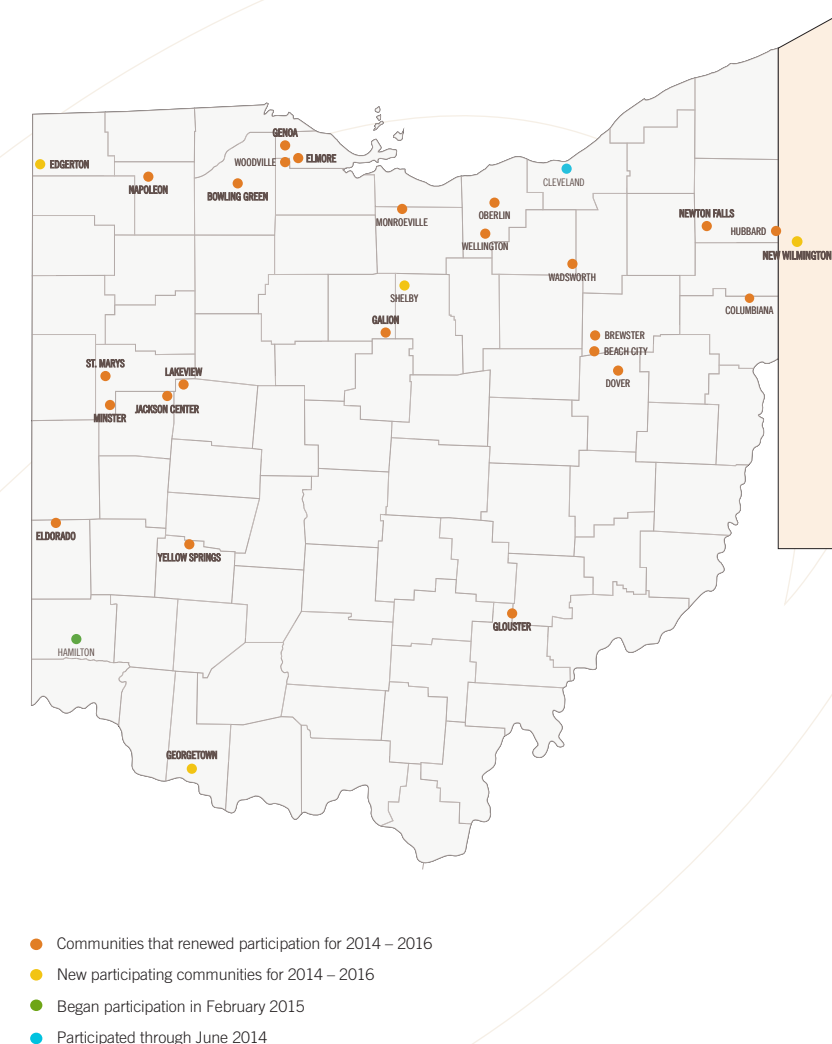 GENOA
EDGERTON
WOODVILLE
ELMORE
NAPOLEON
BOWLING GREEN
CLEVELAND
MONROEVILLE
OBERLIN
NEWTON FALLS
HUBBARD
WELLINGTON
NEW WILMINGTON
WADSWORTH
SHELBY
COLUMBIANA
GALION
BREWSTER
BEACH CITY
ST. MARYS
LAKEVIEW
DOVER
JACKSON CENTER
MINSTER
ELDORADO
YELLOW SPRINGS
GLOUSTER
HAMILTON
GEORGETOWN
Communities that renewed participation for 2014 – 2016
New participating communities for 2014 – 2016
Began participation in February 2015
Participated through June 2014